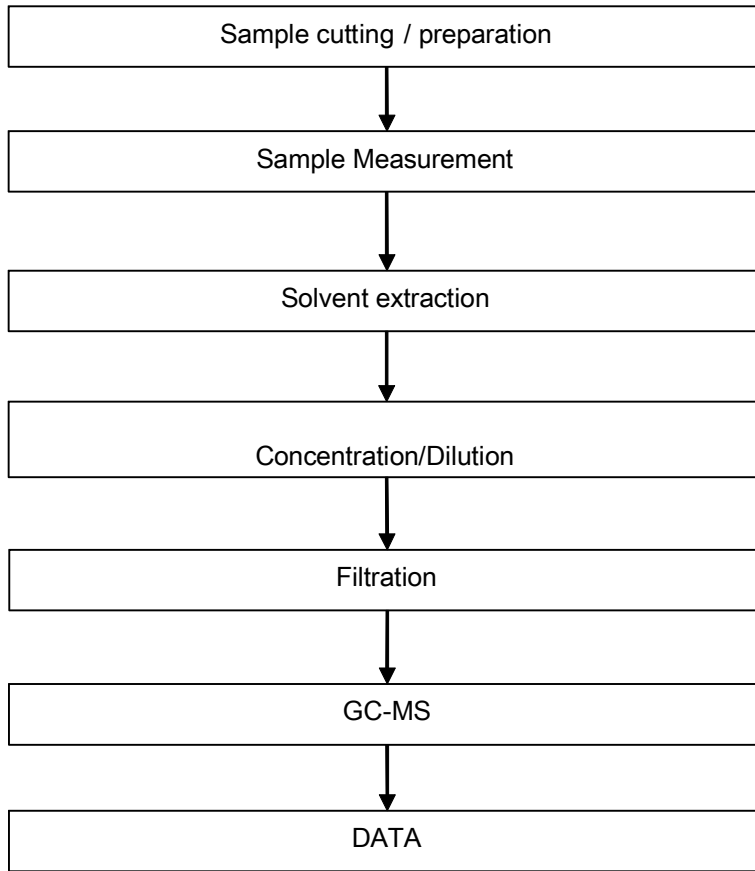 Sample cutting / preparation
Sample Measurement
Solvent extraction
Concentration/Dilution
Filtration
GC-MS
DATA